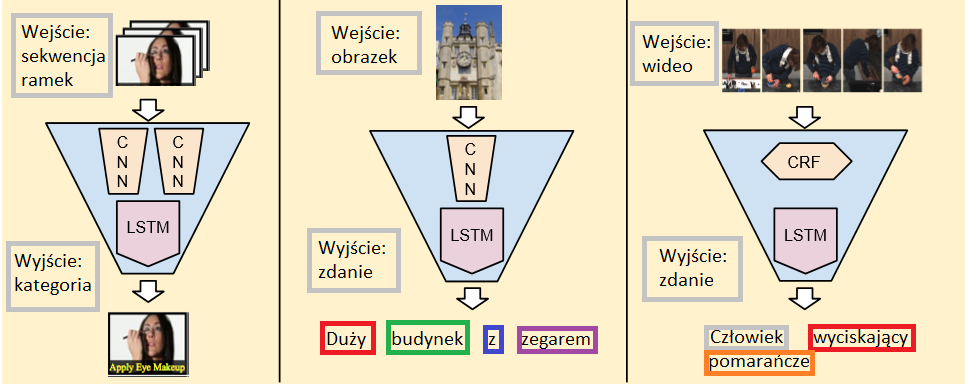 Wejście:
sekwencja
ramek
C
N
N
C
N
N
LSTM
Wyjście:
kategoria
Apply Eye Makeup
Wejście:
obrazek
C
N
N
LSTM
Wyjście:
zdanie
Duży budynek z zegarem
Wejście:
wideo
CRF
LSTM
Wyjście:
zdanie
Człowiek wyciskający
pomarańcze